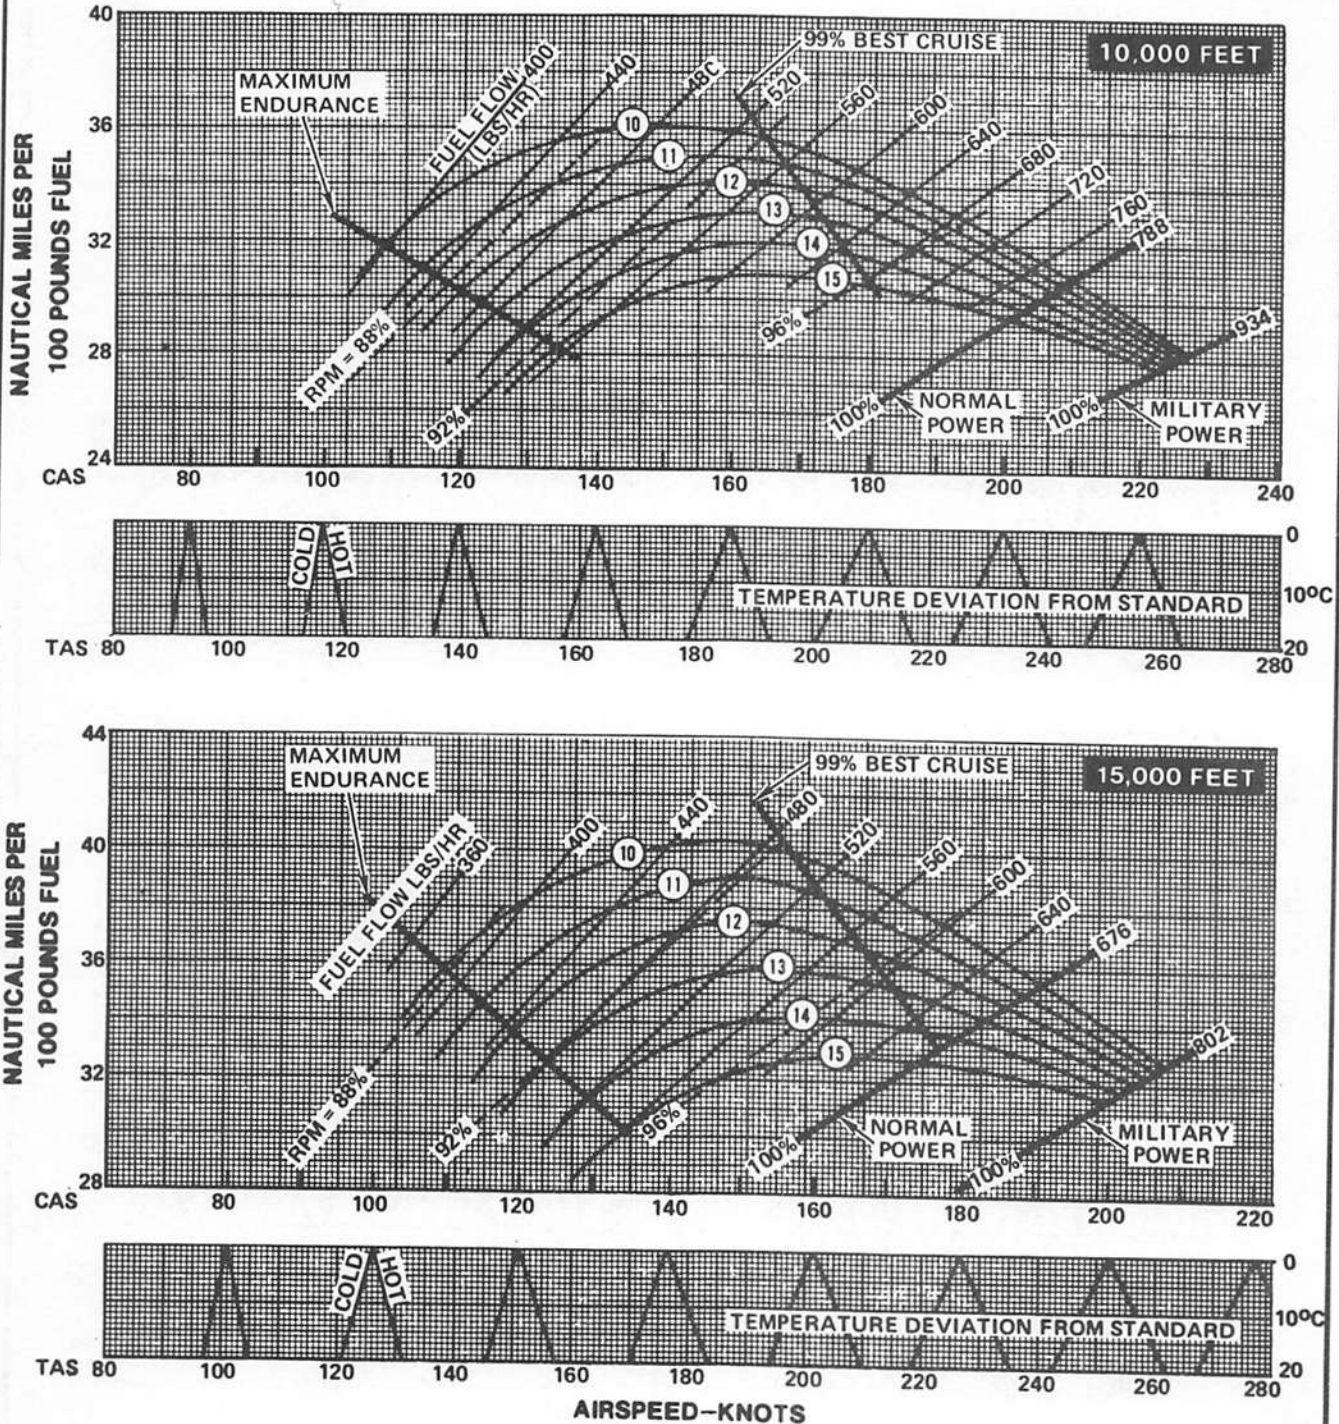 40
36
32
28
24
NAUTICAL MILES PER
100 POUNDS FUEL
10,000 FEET
99% BEST CRUISE
MAXIMUM
ENDURANCE
FUEL FLOW
(LBS/HR)
400
440
48C
520
560
600
640
680
720
760
788
934
10
11
12
13
14
15
RPM = 88%
92%
96%
100%
NORMAL
POWER
100%
MILITARY
POWER
CAS 80 100 120 140 160 180 200 220 240
COLD
HOT
TEMPERATURE DEVIATION FROM STANDARD
0
10°C
20
TAS 80 100 120 140 160 180 200 220 240 260 280
44
40
36
32
28
NAUTICAL MILES PER
100 POUNDS FUEL
15,000 FEET
99% BEST CRUISE
MAXIMUM
ENDURANCE
FUEL FLOW LBS/HR
360
400
440
480
520
560
600
640
676
802
10
11
12
13
14
15
RPM = 88%
92%
96%
100%
NORMAL
POWER
100%
MILITARY
POWER
CAS 80 100 120 140 160 180 200 220
COLD
HOT
TEMPERATURE DEVIATION FROM STANDARD
0
10°C
20
TAS 80 100 120 140 160 180 200 220 240 260 280
AIRSPEED–KNOTS